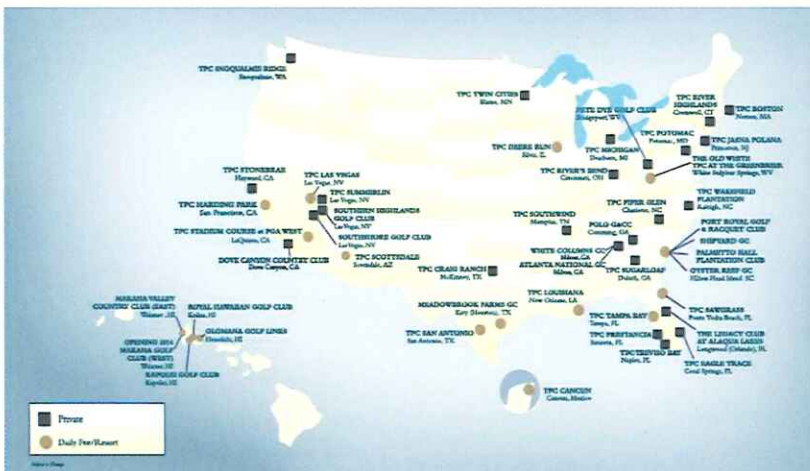 TPC SNOQUALMIE RIDGE
Snoqualmie, WA
TPC TWIN CITIES
Blaine, MN
PETE DYE GOLF CLUB
Bridgeport, WV
TPC RIVER
HIGHLANDS
Cromwell, CT
TPC BOSTON
Norton, MA
TPC DEERE RUN
Silvis, IL
TPC MICHIGAN
Dearborn, MI
TPC POTOMAC
Potomac, MD
TPC JASNA POLANA
Princeton, NJ
THE OLD WHITE
TPC AT THE GREENBRIER
White Sulphur Springs, WV
TPC RIVER'S BEND
Cincinnati, OH
TPC STONEBRAE
Hayward, CA
TPC LAS VEGAS
Las Vegas, NV
TPC SUMMERLIN
Las Vegas, NV
TPC HARDING PARK
San Francisco, CA
SOUTHERN HIGHLANDS
GOLF CLUB
Las Vegas, NV
TPC STADIUM COURSE at PGA WEST
LaQuinta, CA
SOUTHSHORE GOLF CLUB
Las Vegas, NV
DOVE CANYON COUNTRY CLUB
Dove Canyon, CA
TPC SCOTTSDALE
Scottsdale, AZ
TPC SOUTHWIND
Memphis, TN
TPC PIPER GLEN
Charlotte, NC
TPC WAKEFIELD
PLANTATION
Raleigh, NC
POLO G&CC
Cumming, GA
WHITE COLUMNS GC
Milton, GA
ATLANTA NATIONAL GC
Milton, GA
TPC SUGARLOAF
Duluth, GA
PORT ROYAL GOLF
& RACQUET CLUB
SHIPYARD GC
PALMETTO HALL
PLANTATION CLUB
OYSTER REEF GC
Hilton Head Island, SC
TPC CRAIG RANCH
McKinney, TX
TPC LOUISIANA
New Orleans, LA
MEADOWBROOK FARMS GC
Katy (Houston), TX
TPC SAN ANTONIO
San Antonio, TX
TPC SAWGRASS
Ponte Vedra Beach, FL
TPC TAMPA BAY
Tampa, FL
THE LEGACY CLUB
AT ALAQUA LAKES
Longwood (Orlando), FL
TPC PRESTANCIA
Sarasota, FL
TPC TREVISO BAY
Naples, FL
TPC EAGLE TRACE
Coral Springs, FL
TPC CANCUN
Cancun, Mexico
MAKAHA VALLEY
COUNTRY CLUB (EAST)
Waianae, HI
ROYAL HAWAIIAN GOLF CLUB
Kailua, HI
OLOMANA GOLF LINKS
Honolulu, HI
OPENING 2016
MAKAHA GOLF
CLUB (WEST)
Waianae, HI
KAPOLEI GOLF CLUB
Kapolei, HI
Private
Daily Fee/Resort